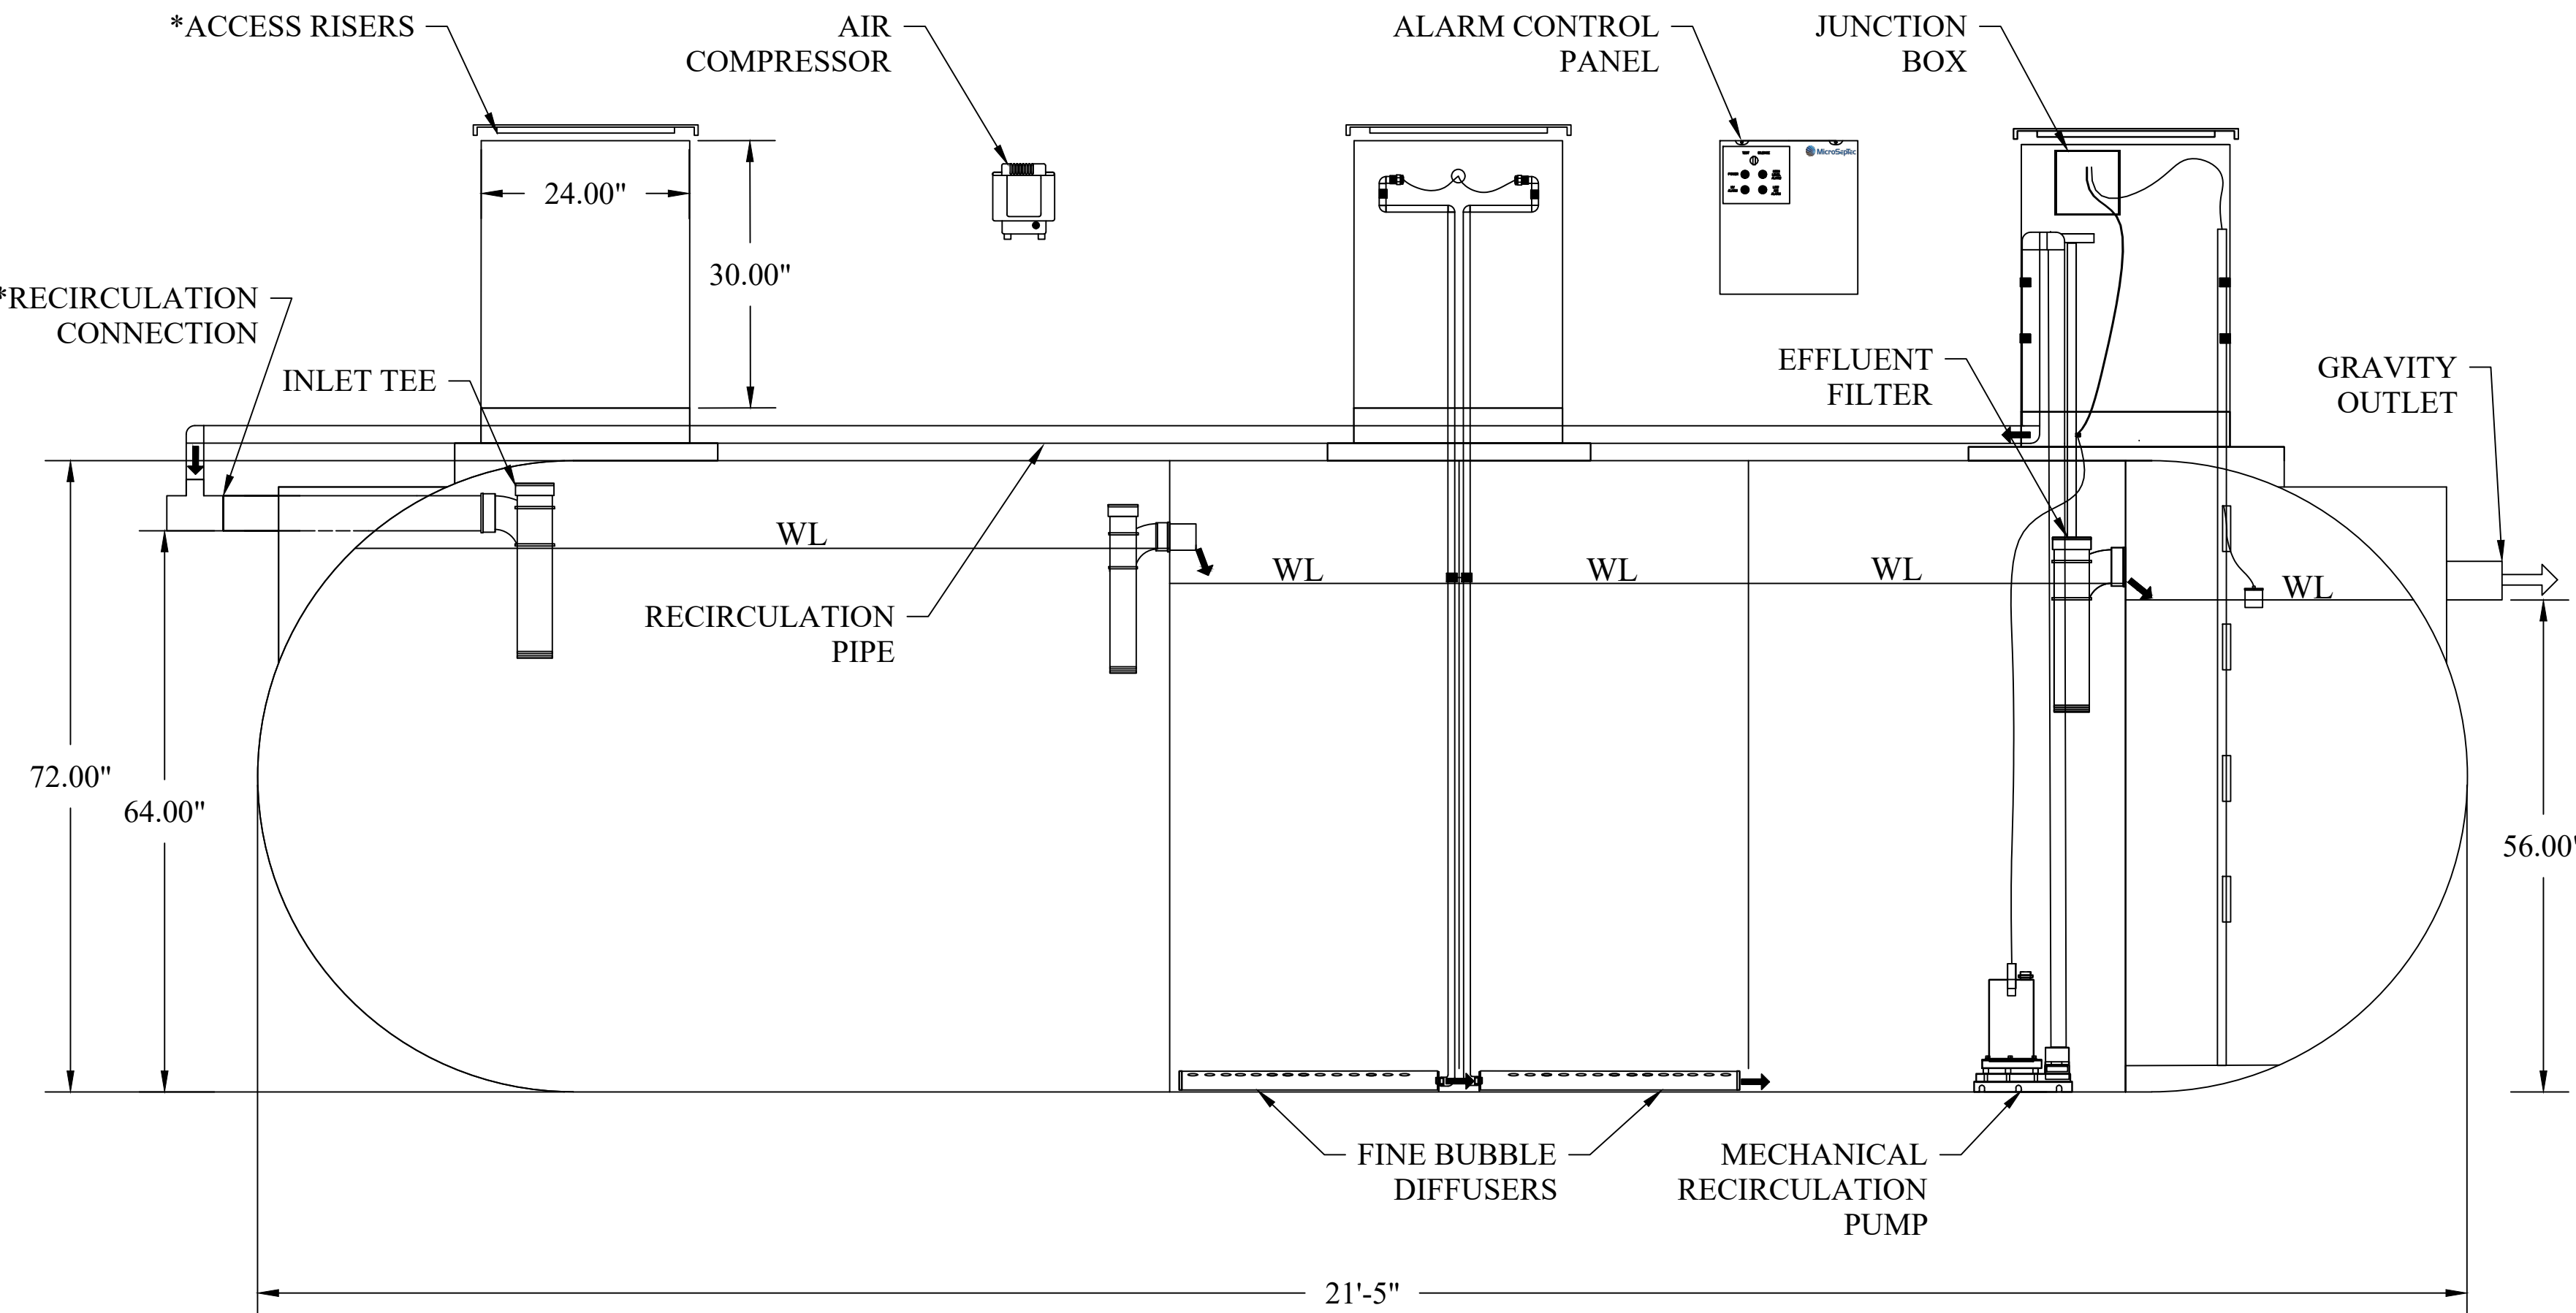 *ACCESS RISERS
AIR
COMPRESSOR
ALARM CONTROL
PANEL
JUNCTION
BOX
MicroSepTec
24.00"
30.00"
*RECIRCULATION
CONNECTION
INLET TEE
EFFLUENT
FILTER
GRAVITY
OUTLET
WL
WL
WL
WL
WL
RECIRCULATION
PIPE
72.00"
64.00"
56.00"
FINE BUBBLE
DIFFUSERS
MECHANICAL
RECIRCULATION
PUMP
21'-5"